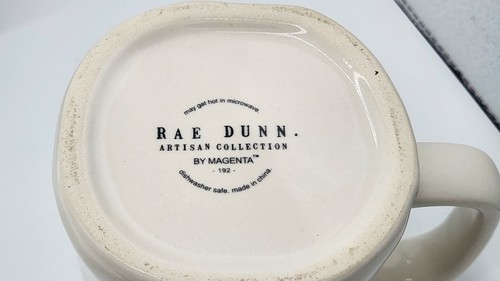 may get hot in microwave.
RAE DUNN.
ARTISAN COLLECTION
BY MAGENTA™
- 192 -
dishwasher safe. made in china.